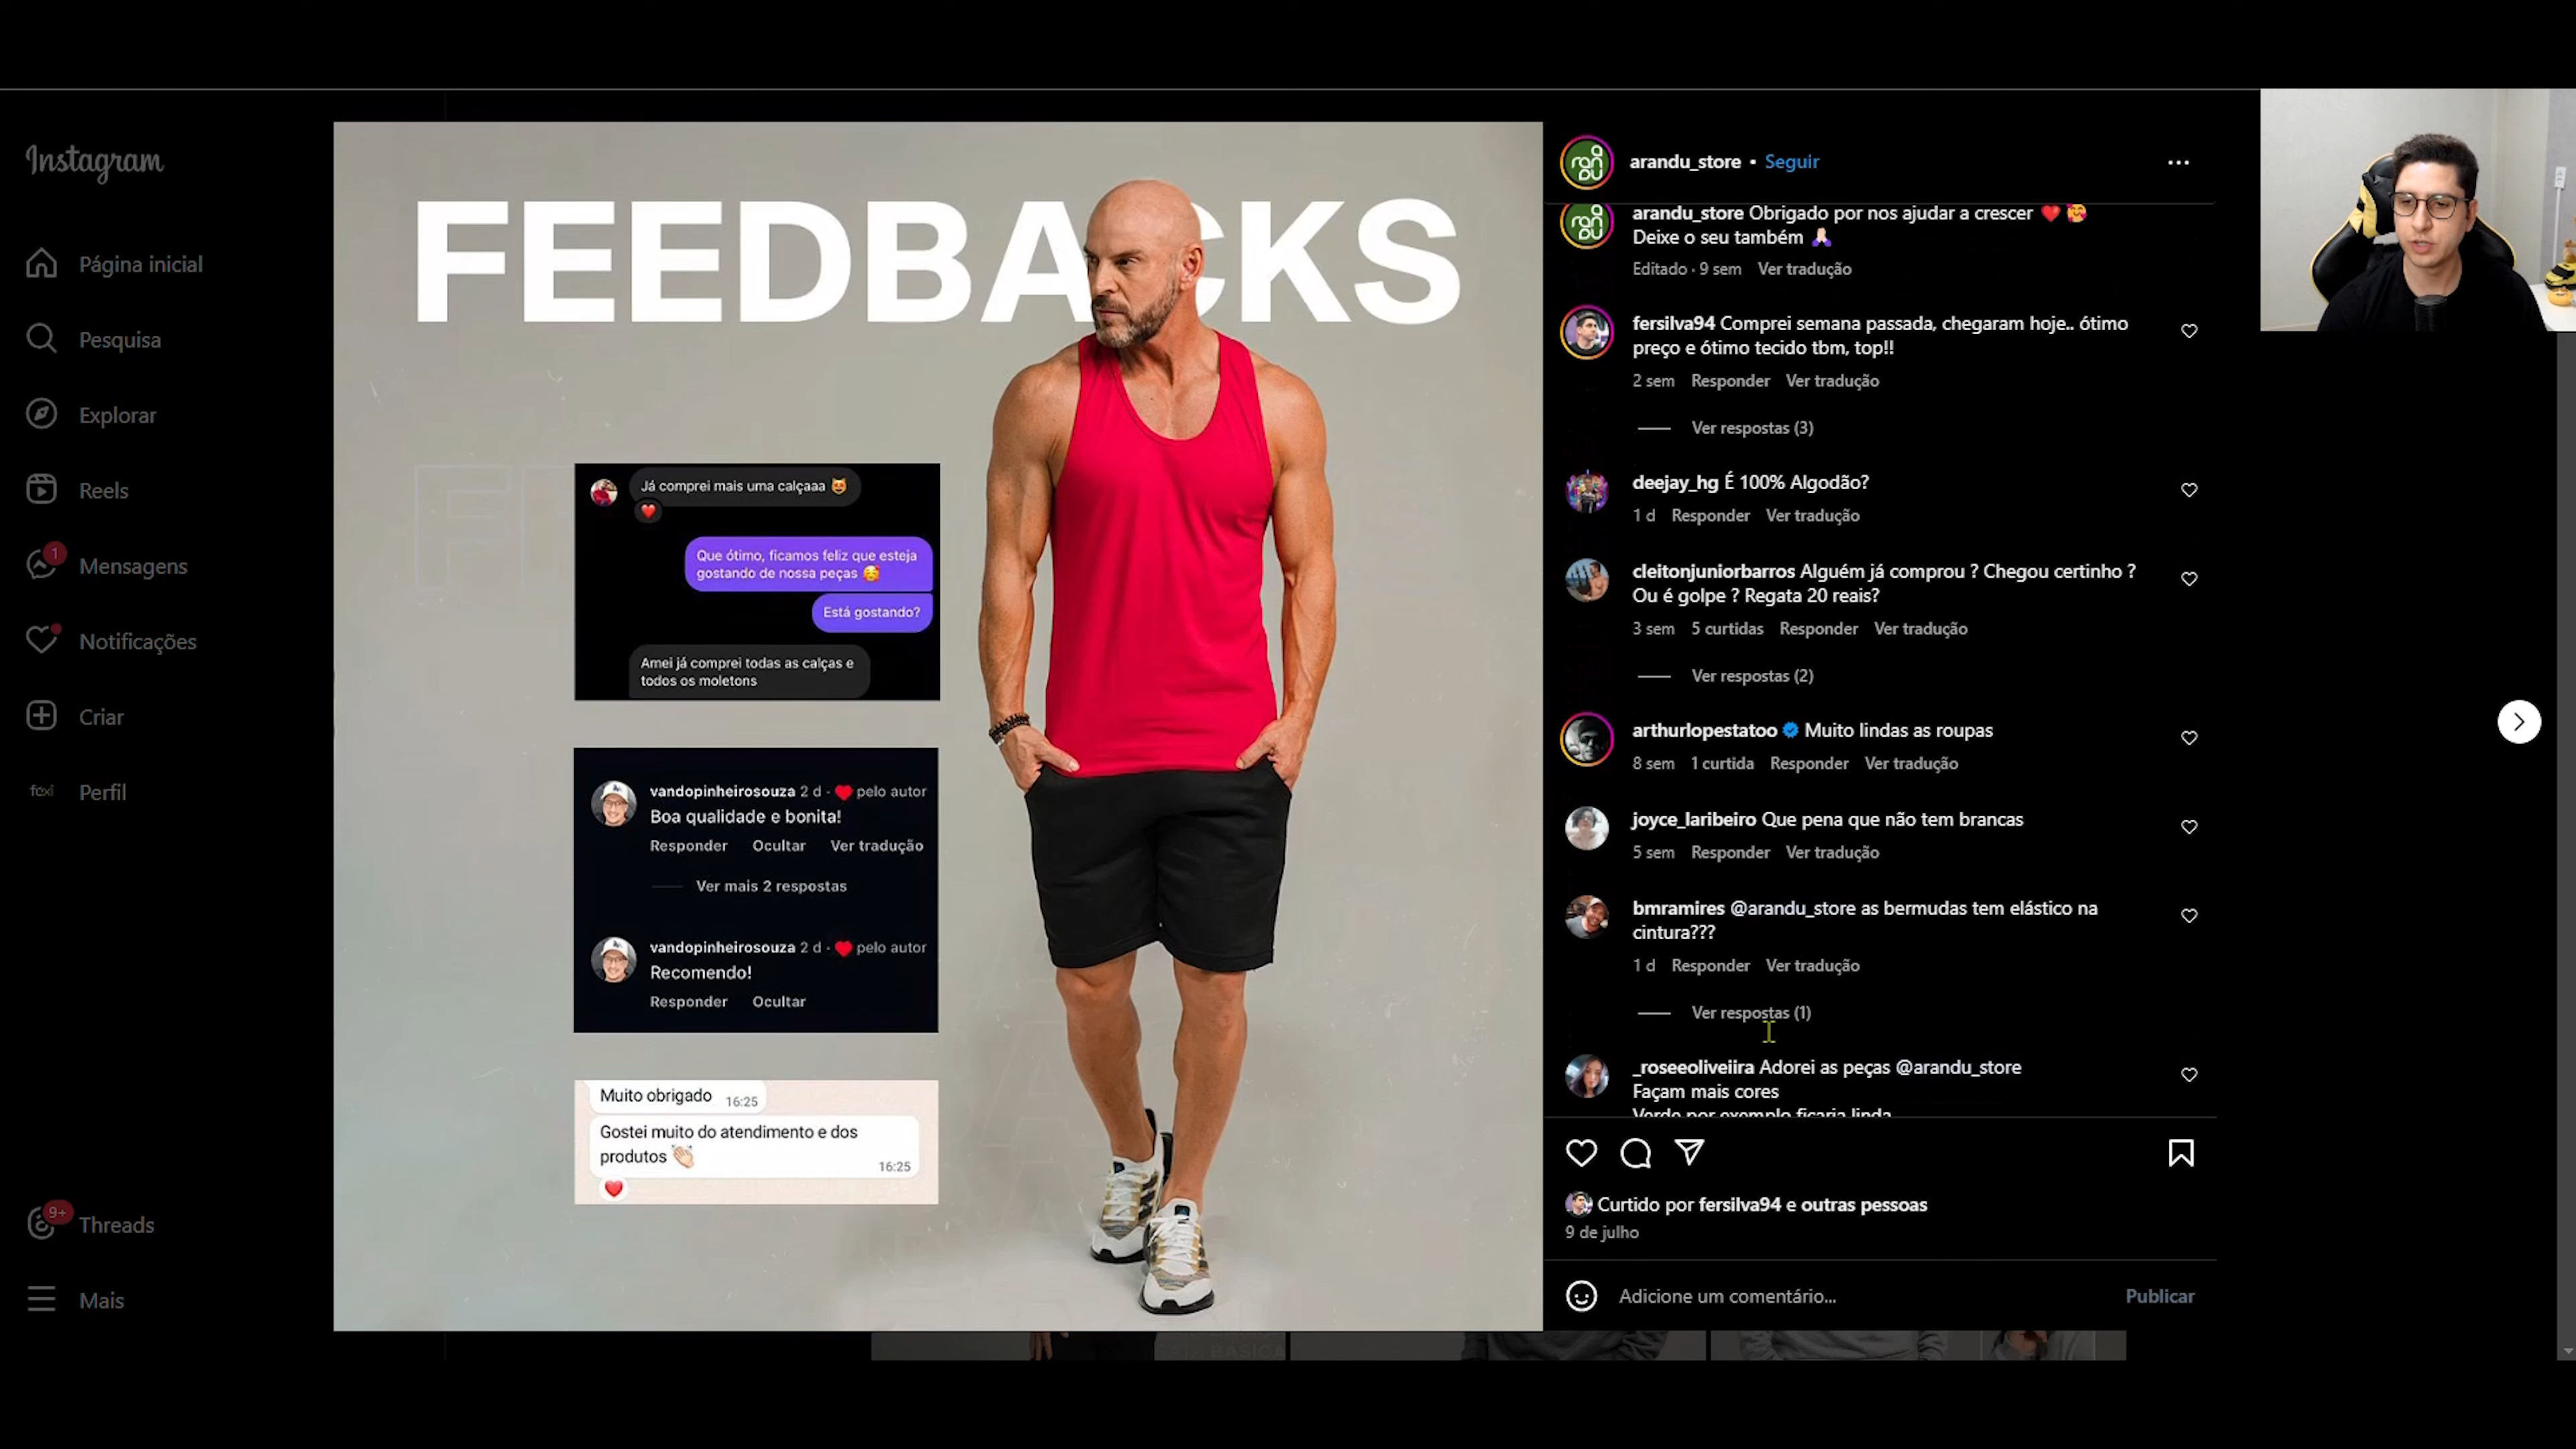 Instagram
Página inicial
Pesquisa
Explorar
Reels
1
Mensagens
Notificações
Criar
Perfil
9+
Threads
Mais
FEEDBACKS
Já comprei mais uma calçaaa 😻
❤️
Que ótimo, ficamos feliz que esteja
gostando de nossa peças 🥰
Está gostando?
Amei já comprei todas as calças e
todos os moletons
vandopinheirosouza 2 d · ❤️ pelo autor
Boa qualidade e bonita!
Responder Ocultar Ver tradução
Ver mais 2 respostas
vandopinheirosouza 2 d · ❤️ pelo autor
Recomendo!
Responder Ocultar
Muito obrigado 16:25
Gostei muito do atendimento e dos
produtos 👏🏻 16:25
❤️
arandu_store • Seguir
arandu_store Obrigado por nos ajudar a crescer ❤️ 🥰
Deixe o seu também 🙏🏻
Editado · 9 sem Ver tradução
fersilva94 Comprei semana passada, chegaram hoje.. ótimo
preço e ótimo tecido tbm, top!!
2 sem Responder Ver tradução
Ver respostas (3)
deejay_hg É 100% Algodão?
1 d Responder Ver tradução
cleitonjuniorbarros Alguém já comprou ? Chegou certinho ?
Ou é golpe ? Regata 20 reais?
3 sem 5 curtidas Responder Ver tradução
Ver respostas (2)
arthurlopestatoo Muito lindas as roupas
8 sem 1 curtida Responder Ver tradução
joyce_laribeiro Que pena que não tem brancas
5 sem Responder Ver tradução
bmramires @arandu_store as bermudas tem elástico na
cintura???
1 d Responder Ver tradução
Ver respostas (1)
_roseeoliveiira Adorei as peças @arandu_store
Façam mais cores
Verde por exemplo ficaria linda
Curtido por fersilva94 e outras pessoas
9 de julho
Adicione um comentário... Publicar